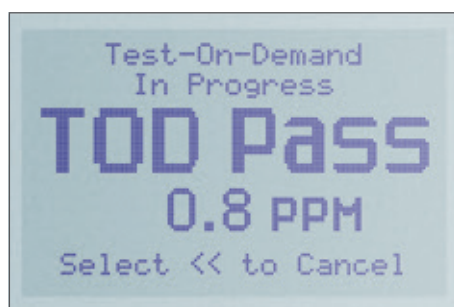 Test-On-Demand
In Progress
TOD Pass
0.8 PPM
Select << to Cancel